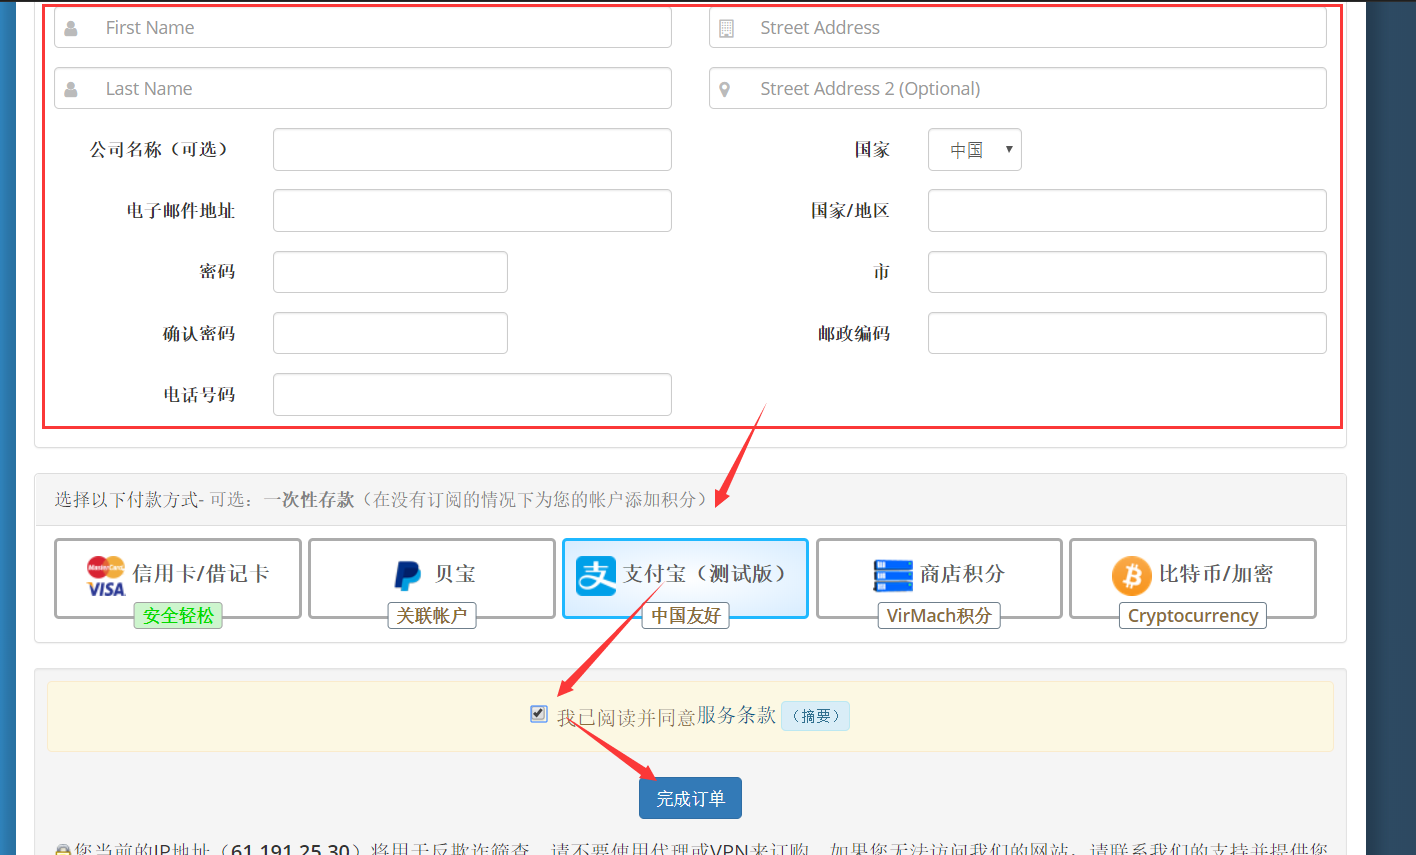 First Name
Street Address
Last Name
Street Address 2 (Optional)
公司名称（可选）
国家
中国
电子邮件地址
国家/地区
密码
市
确认密码
邮政编码
电话号码
选择以下付款方式- 可选：一次性存款（在没有订阅的情况下为您的帐户添加积分）
MasterCard
VISA
信用卡/借记卡
安全轻松
贝宝
关联帐户
支 支付宝（测试版）
中国友好
商店积分
VirMach积分
比特币/加密
Cryptocurrency
我已阅读并同意服务条款 （摘要）
完成订单
您当前的IP地址（61.191.25.30）将用于反欺诈筛查。请不要使用代理或VPN来订购。如果您无法访问我们的网站，请联系我们的支持并提供您